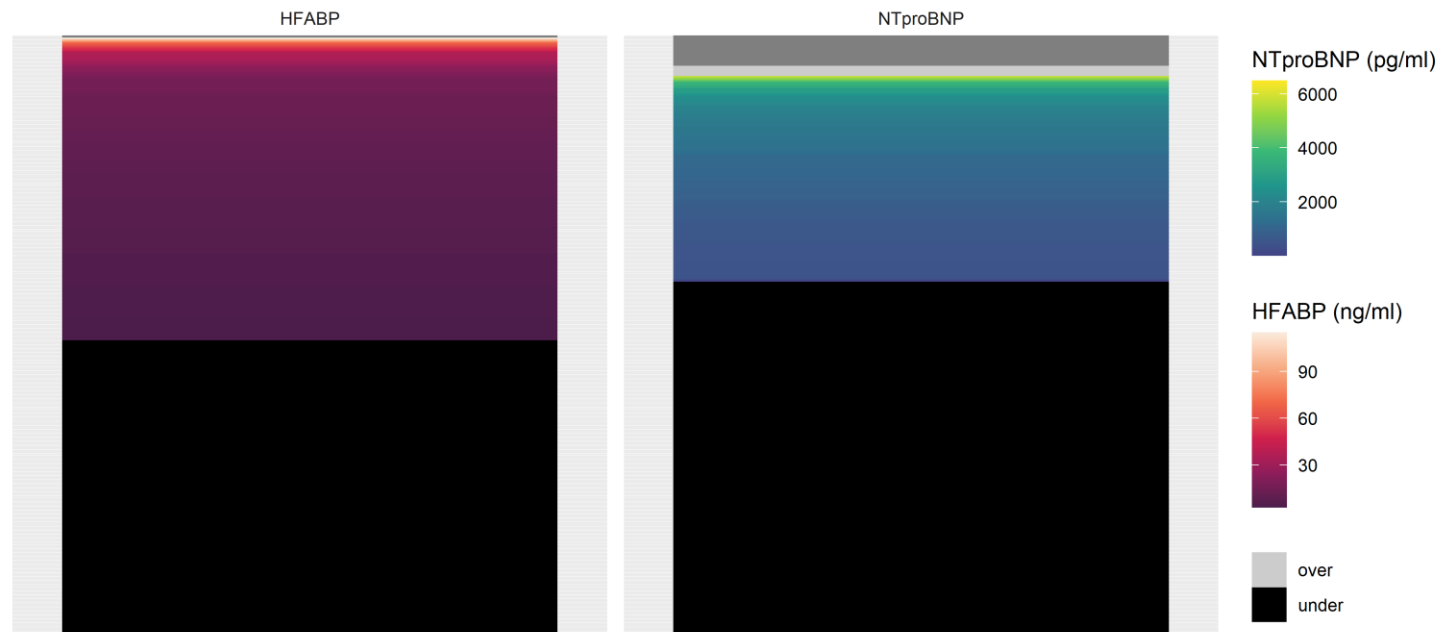 HFABP
NTproBNP
NTproBNP (pg/ml)
6000
4000
2000
HFABP (ng/ml)
90
60
30
over
under